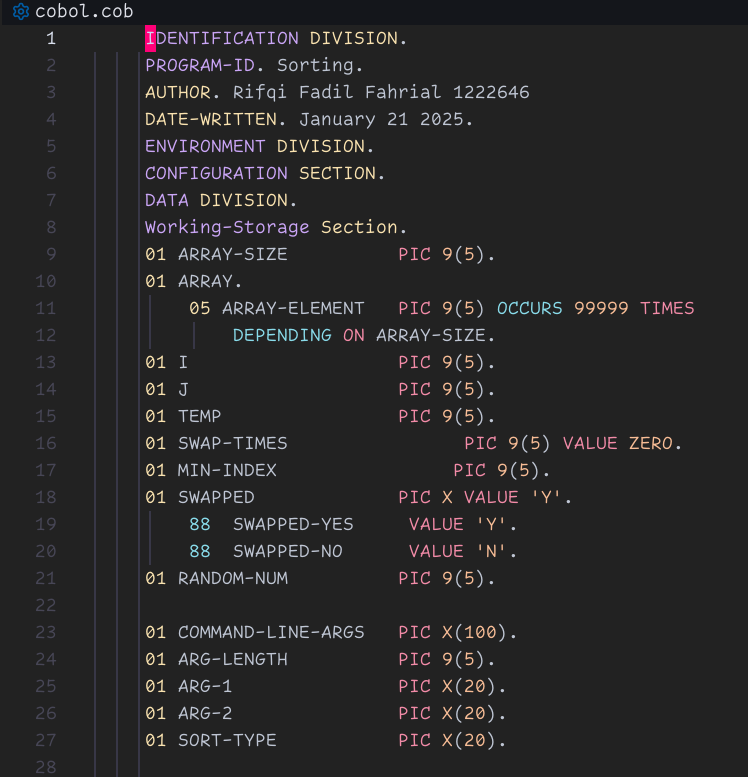 cobol.cob
1 IDENTIFICATION DIVISION.
2 PROGRAM-ID. Sorting.
3 AUTHOR. Rifqi Fadil Fahrial 1222646
4 DATE-WRITTEN. January 21 2025.
5 ENVIRONMENT DIVISION.
6 CONFIGURATION SECTION.
7 DATA DIVISION.
8 Working-Storage Section.
9 01 ARRAY-SIZE PIC 9(5).
10 01 ARRAY.
11 05 ARRAY-ELEMENT PIC 9(5) OCCURS 99999 TIMES
12 DEPENDING ON ARRAY-SIZE.
13 01 I PIC 9(5).
14 01 J PIC 9(5).
15 01 TEMP PIC 9(5).
16 01 SWAP-TIMES PIC 9(5) VALUE ZERO.
17 01 MIN-INDEX PIC 9(5).
18 01 SWAPPED PIC X VALUE 'Y'.
19 88 SWAPPED-YES VALUE 'Y'.
20 88 SWAPPED-NO VALUE 'N'.
21 01 RANDOM-NUM PIC 9(5).
22
23 01 COMMAND-LINE-ARGS PIC X(100).
24 01 ARG-LENGTH PIC 9(5).
25 01 ARG-1 PIC X(20).
26 01 ARG-2 PIC X(20).
27 01 SORT-TYPE PIC X(20).
28